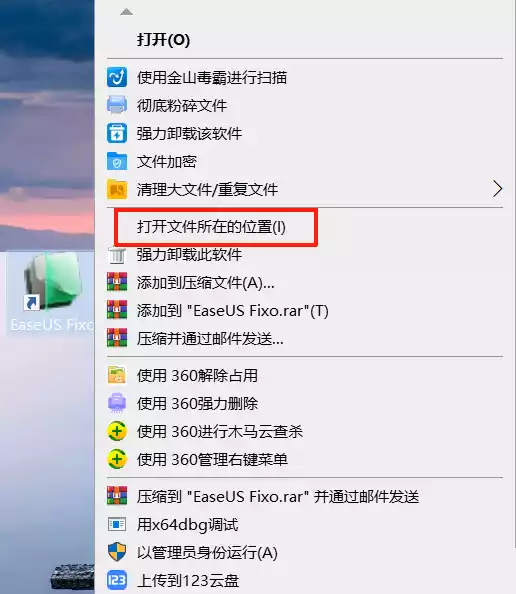 打开(O)
使用金山毒霸进行扫描
彻底粉碎文件
强力卸载该软件
文件加密
清理大文件/重复文件
打开文件所在的位置(I)
强力卸载此软件
添加到压缩文件(A)...
添加到 "EaseUS Fixo.rar"(T)
压缩并通过邮件发送...
使用 360解除占用
使用 360强力删除
使用 360进行木马云查杀
使用 360管理右键菜单
压缩到 "EaseUS Fixo.rar" 并通过邮件发送
用x64dbg调试
以管理员身份运行(A)
123
上传到123云盘
EaseUS Fixo